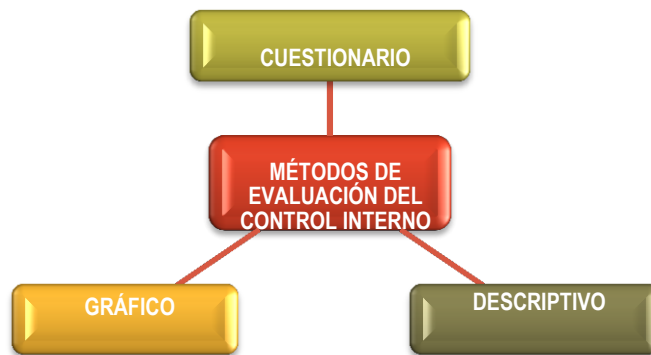 CUESTIONARIO
MÉTODOS DE
EVALUACIÓN DEL
CONTROL INTERNO
GRÁFICO
DESCRIPTIVO